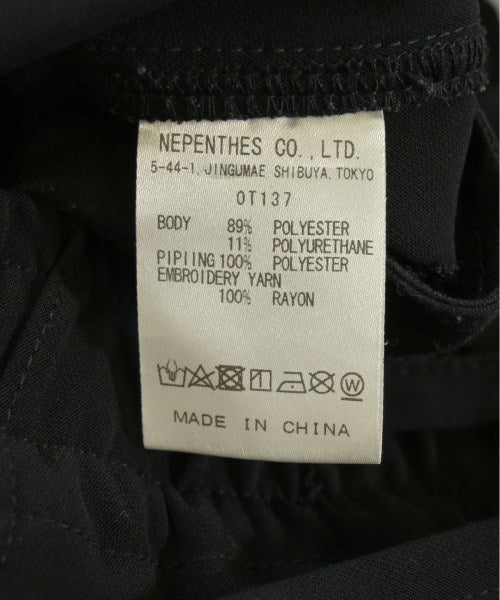 NEPENTHES CO., LTD.
5-44-1, JINGUMAE SHIBUYA, TOKYO
OT137
BODY 89% POLYESTER
11% POLYURETHANE
PIPIING 100% POLYESTER
EMBROIDERY YARN
100% RAYON
W
MADE IN CHINA